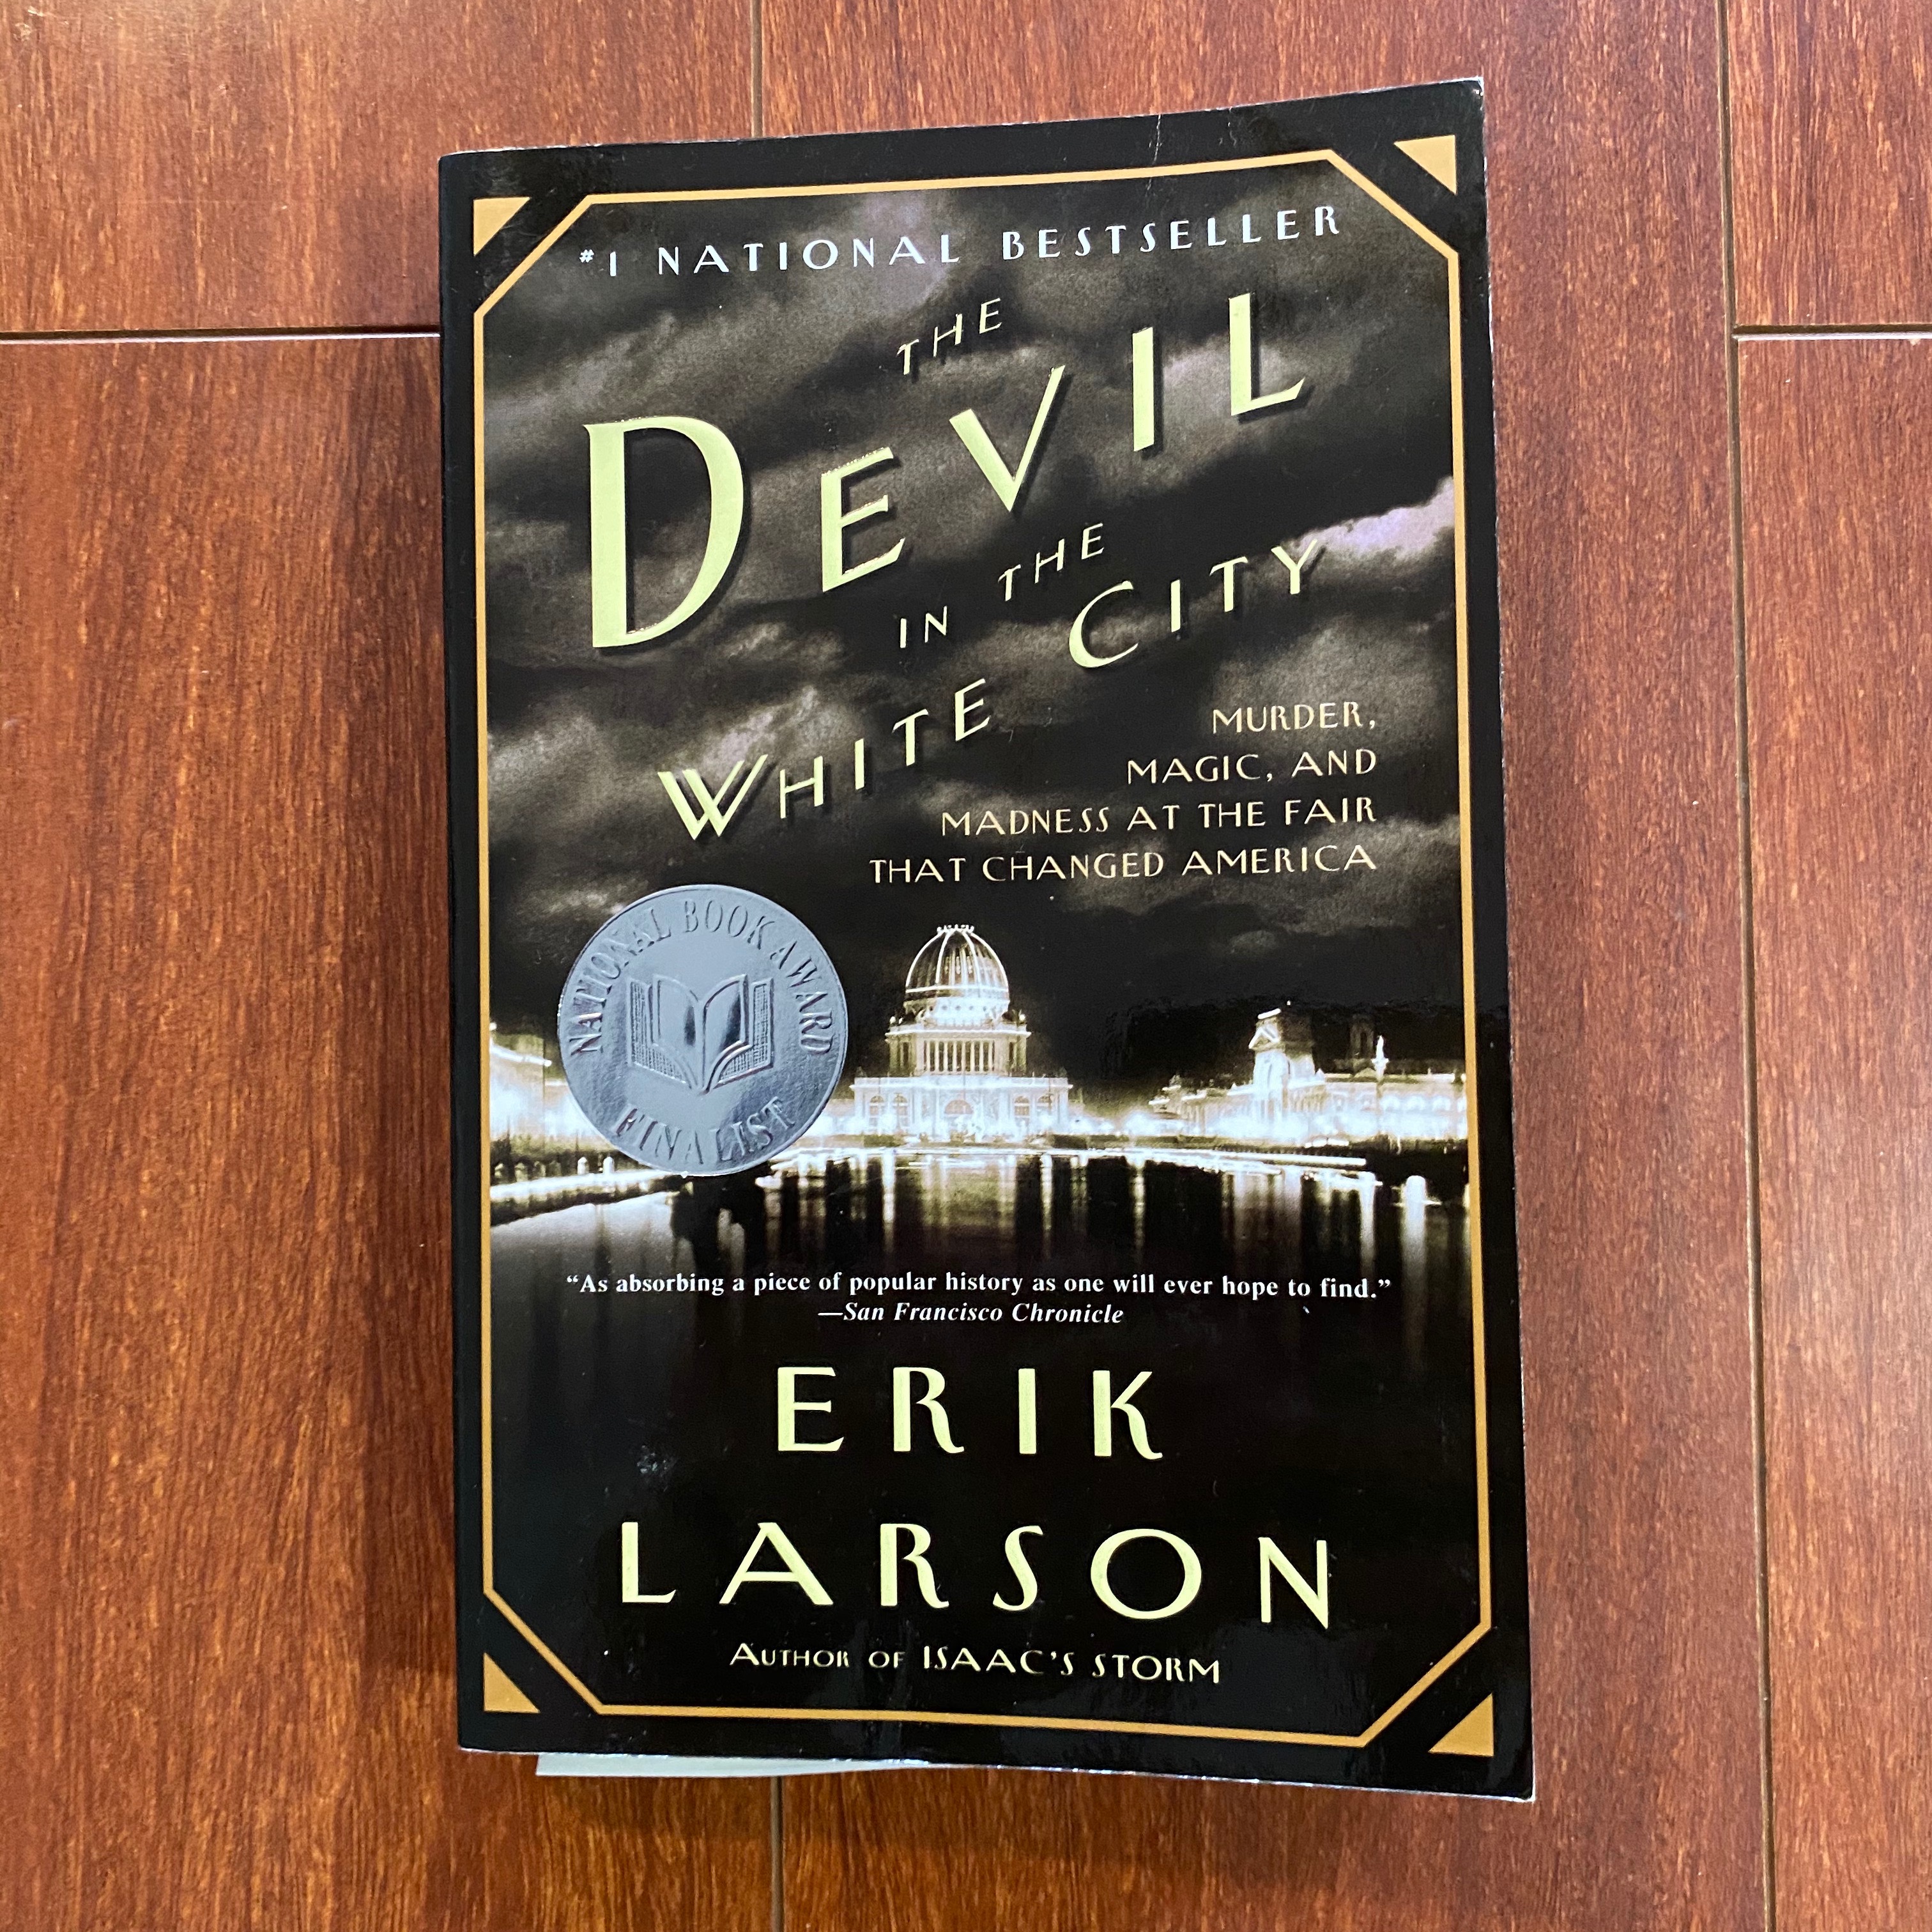 #1 NATIONAL BESTSELLER
THE
DEVIL
IN THE
WHITE CITY
MURDER,
MAGIC, AND
MADNESS AT THE FAIR
THAT CHANGED AMERICA
NATIONAL BOOK AWARD
FINALIST
“As absorbing a piece of popular history as one will ever hope to find.”
—San Francisco Chronicle
ERIK
LARSON
AUTHOR OF ISAAC'S STORM